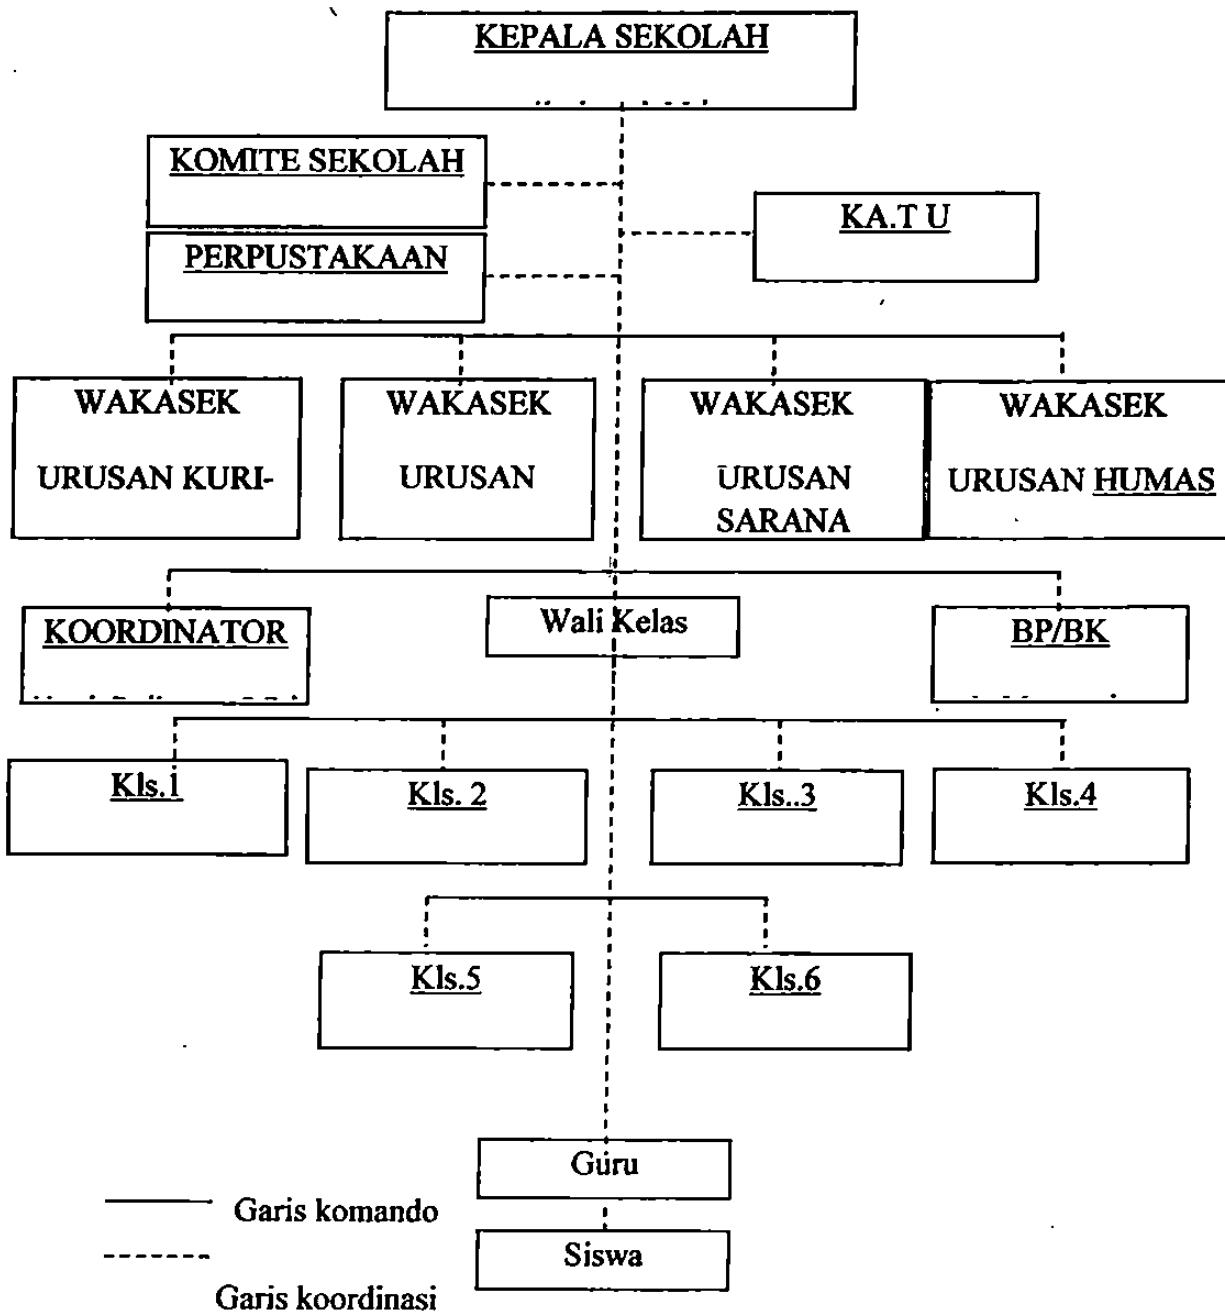 KEPALA SEKOLAH
KOMITE SEKOLAH
KA.T U
PERPUSTAKAAN
WAKASEK
URUSAN KURI-
WAKASEK
URUSAN
WAKASEK
URUSAN
SARANA
WAKASEK
URUSAN HUMAS
KOORDINATOR
Wali Kelas
BP/BK
Kls.1
Kls. 2
Kls..3
Kls.4
Kls.5
Kls.6
Guru
Garis komando
Siswa
Garis koordinasi